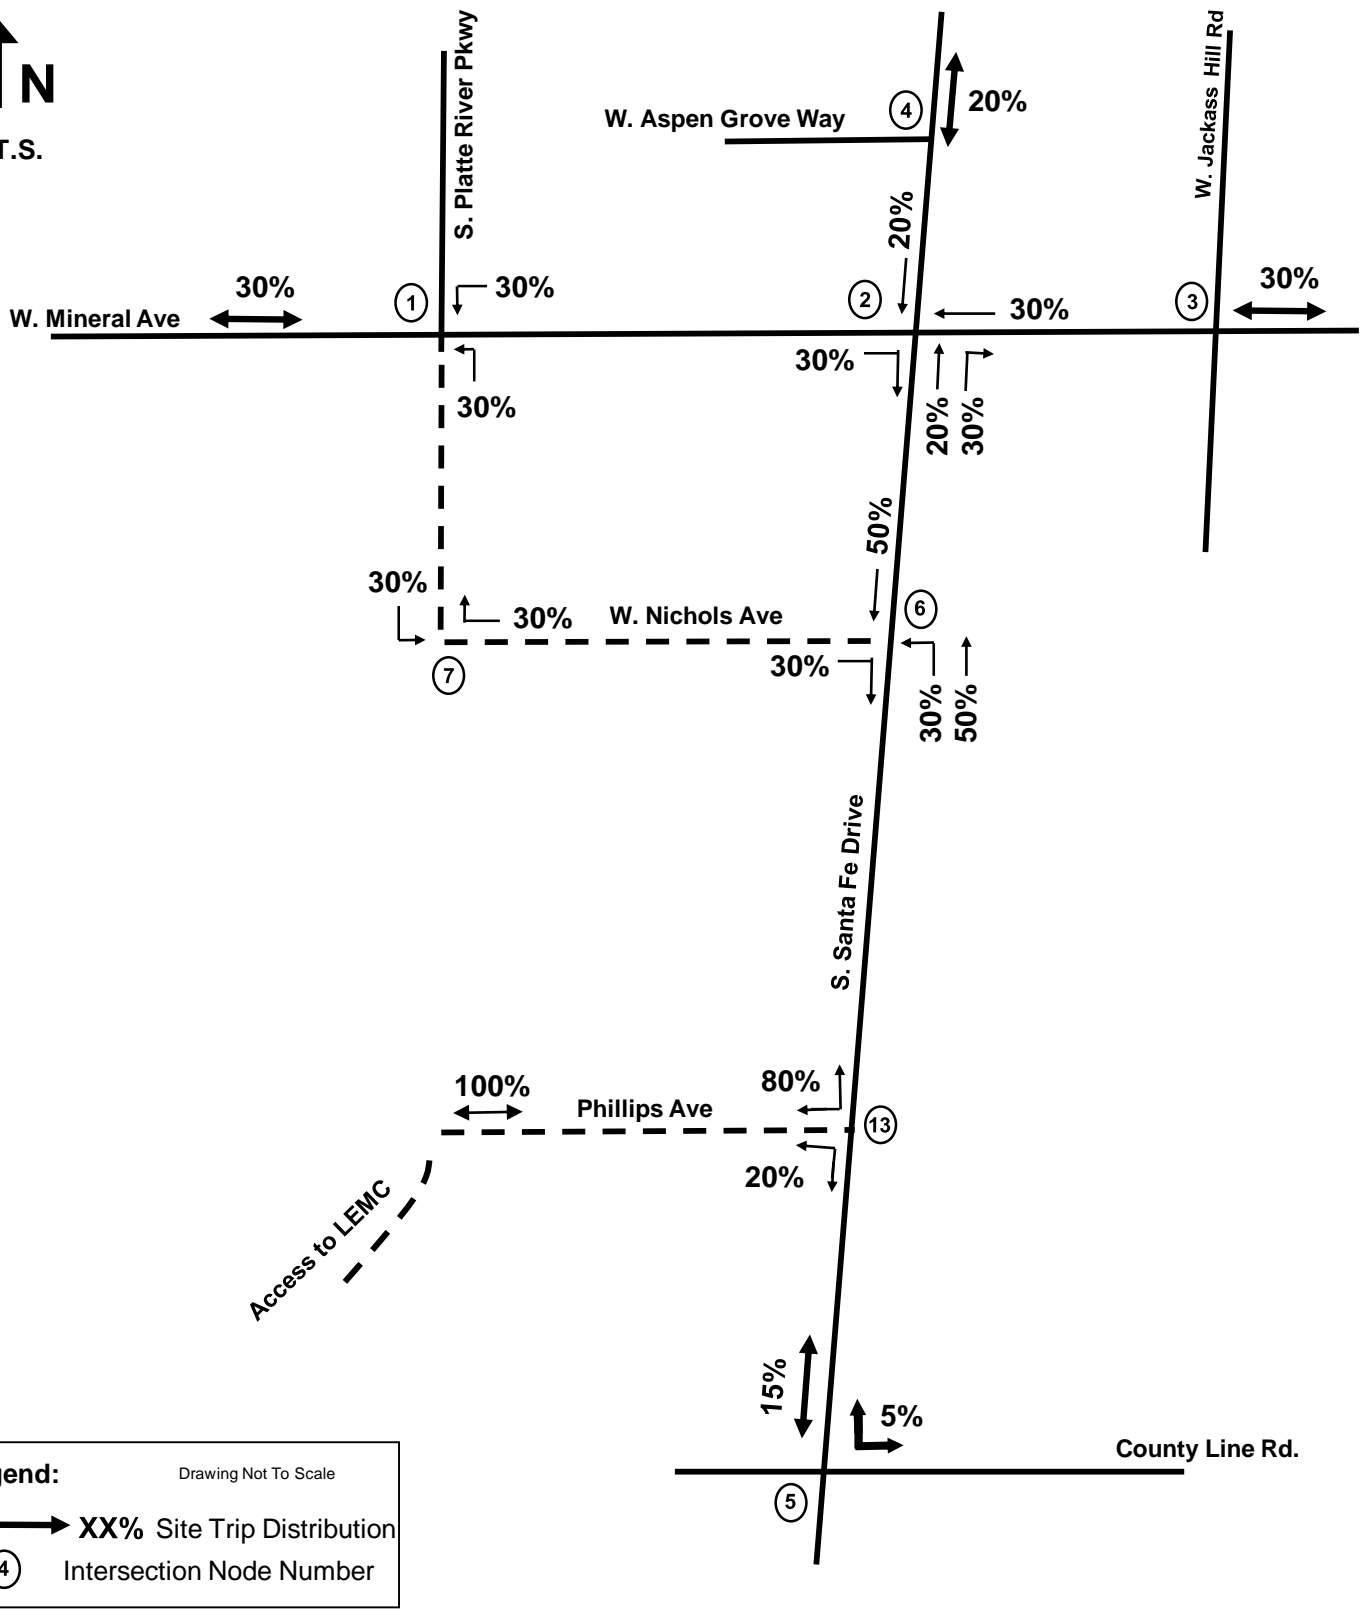 N
T.S.
S. Platte River Pkwy
W. Aspen Grove Way
4
20%
W. Jackass Hill Rd
20%
30%
W. Mineral Ave
1
30%
2
30%
3
30%
30%
30%
20%
30%
50%
30%
30%
W. Nichols Ave
6
7
30%
30%
50%
S. Santa Fe Drive
100%
80%
Phillips Ave
13
20%
Access to LEMC
15%
5%
County Line Rd.
5
gend:
Drawing Not To Scale
XX% Site Trip Distribution
4 Intersection Node Number